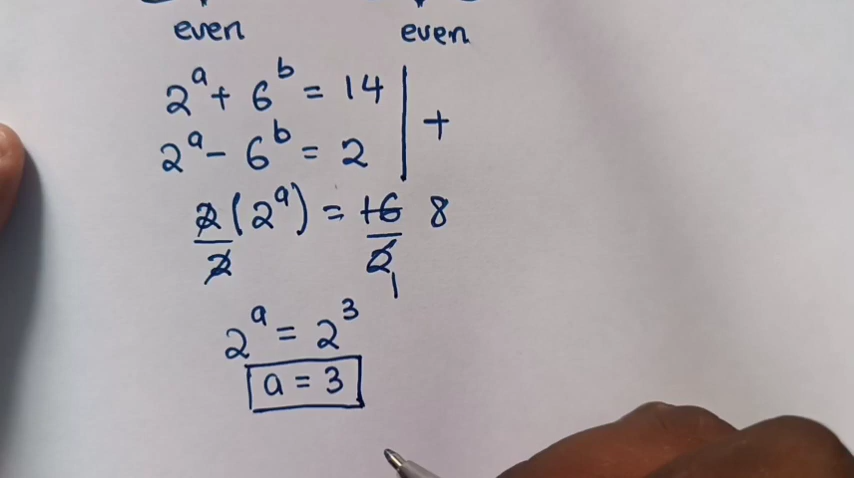 even even
2^a + 6^b = 14
2^a - 6^b = 2 +
2(2^a)/2 = 16/2 8
1
2^a = 2^3
a = 3